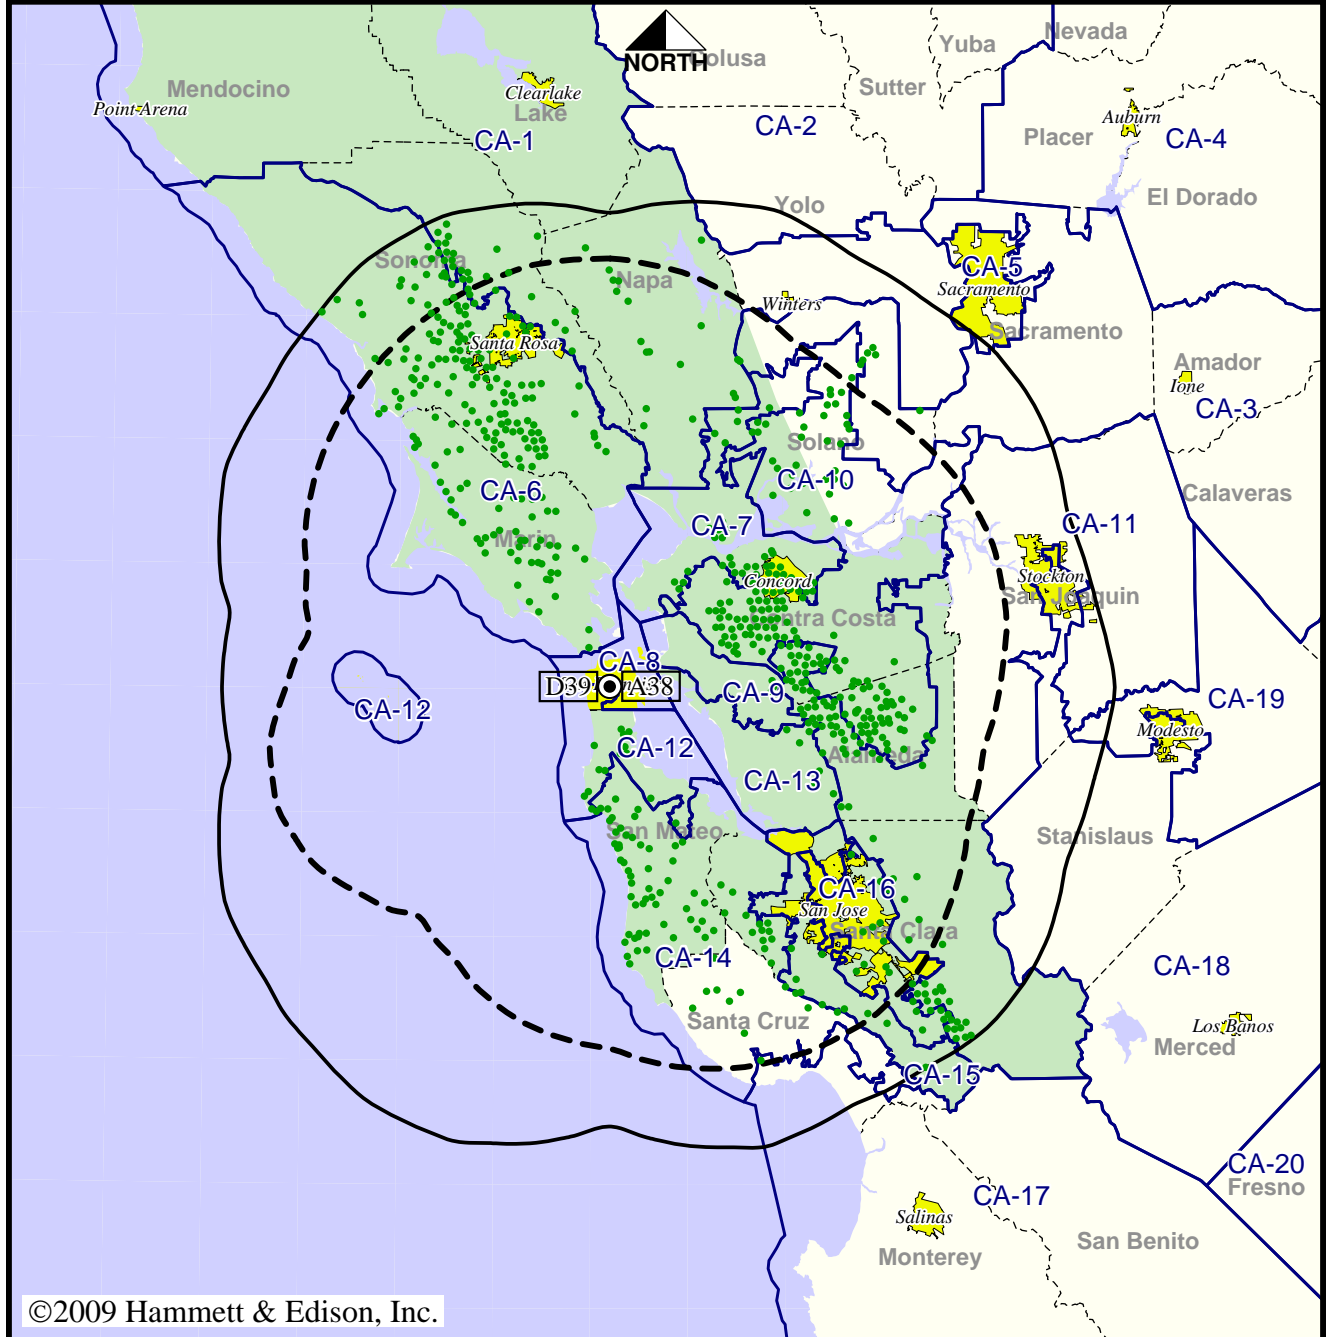 Nevada
Yuba
Colusa
NORTH
Sutter
Mendocino
Clearlake
Point Arena
Lake
Auburn
CA-2
Placer
CA-4
CA-1
El Dorado
Yolo
Sonoma
CA-5
Napa
Sacramento
Winters
Sacramento
Santa Rosa
Amador
Ione
CA-3
Solano
CA-10
CA-6
Calaveras
CA-7
CA-11
Marin
Stockton
Concord
San Joaquin
Contra Costa
CA-8
D39
A38
CA-9
CA-19
CA-12
Modesto
CA-12
Alameda
CA-13
San Mateo
Stanislaus
CA-16
San Jose
Santa Clara
CA-14
CA-18
Santa Cruz
Los Banos
Merced
CA-15
CA-20
Fresno
CA-17
Salinas
San Benito
Monterey
©2009 Hammett & Edison, Inc.